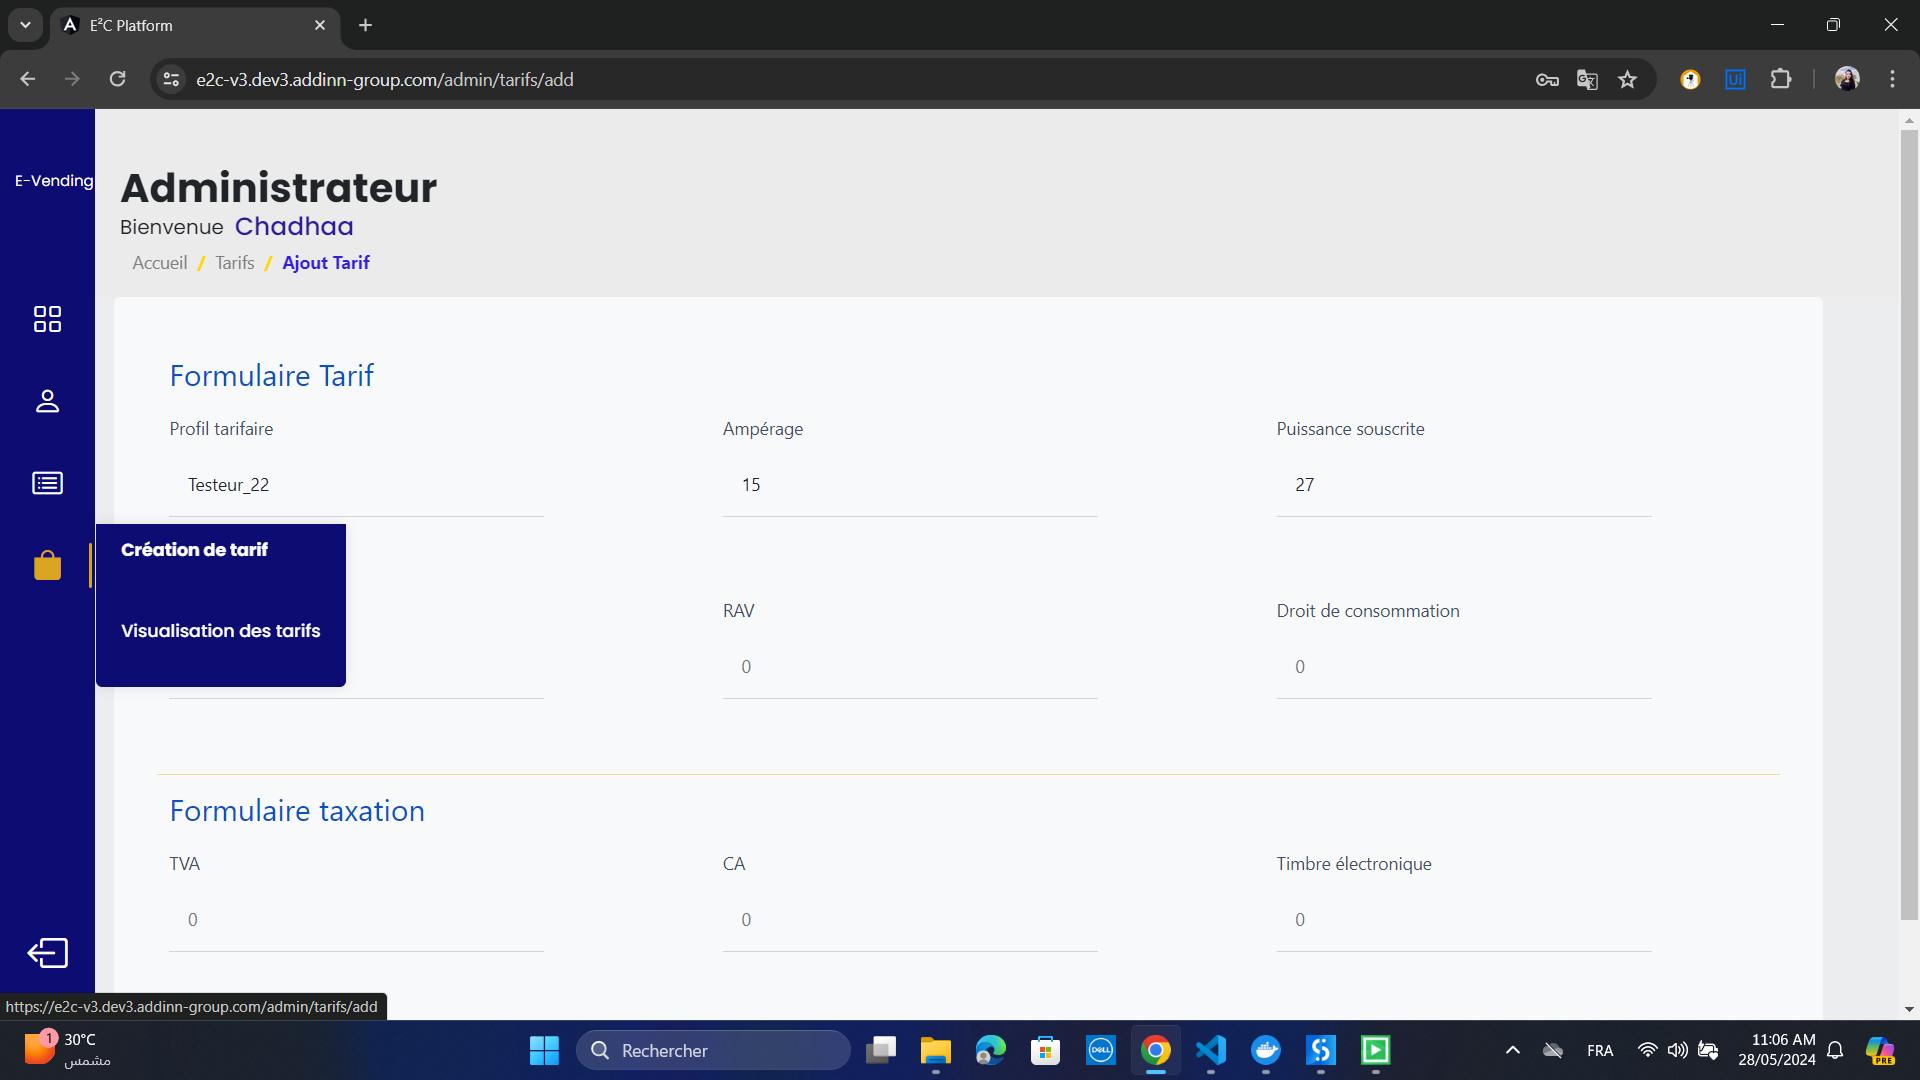 E²C Platform
e2c-v3.dev3.addinn-group.com/admin/tarifs/add
E-Vending
Administrateur
Bienvenue Chadhaa
Accueil / Tarifs / Ajout Tarif
Formulaire Tarif
Profil tarifaire
Ampérage
Puissance souscrite
Testeur_22
15
27
Création de tarif
Visualisation des tarifs
RAV
Droit de consommation
0
0
Formulaire taxation
TVA
CA
Timbre électronique
0
0
0
https://e2c-v3.dev3.addinn-group.com/admin/tarifs/add
1
30°C
مشمس
Rechercher
DELL
FRA
11:06 AM
28/05/2024
PRE